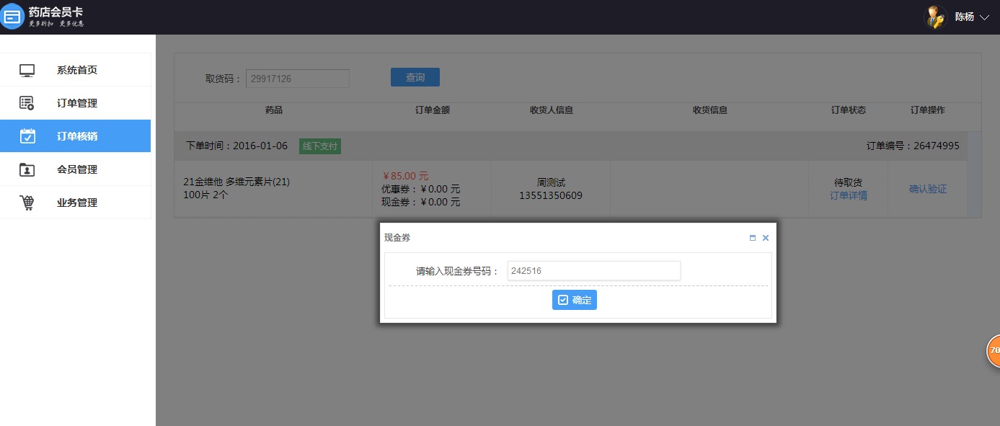 药店会员卡
更多折扣 更多优惠
陈杨
系统首页
订单管理
订单核销
会员管理
业务管理
取货码： 29917126 查询
药品 订单金额 收货人信息 收货信息 订单状态 订单操作
下单时间：2016-01-06 线下支付 订单编号：26474995
21金维他 多维元素片(21)
100片 2个
￥85.00 元
优惠券：￥0.00 元
现金券：￥0.00 元
周测试
13551350609
待取货
订单详情
确认验证
现金券
请输入现金券号码： 242516
确定
70